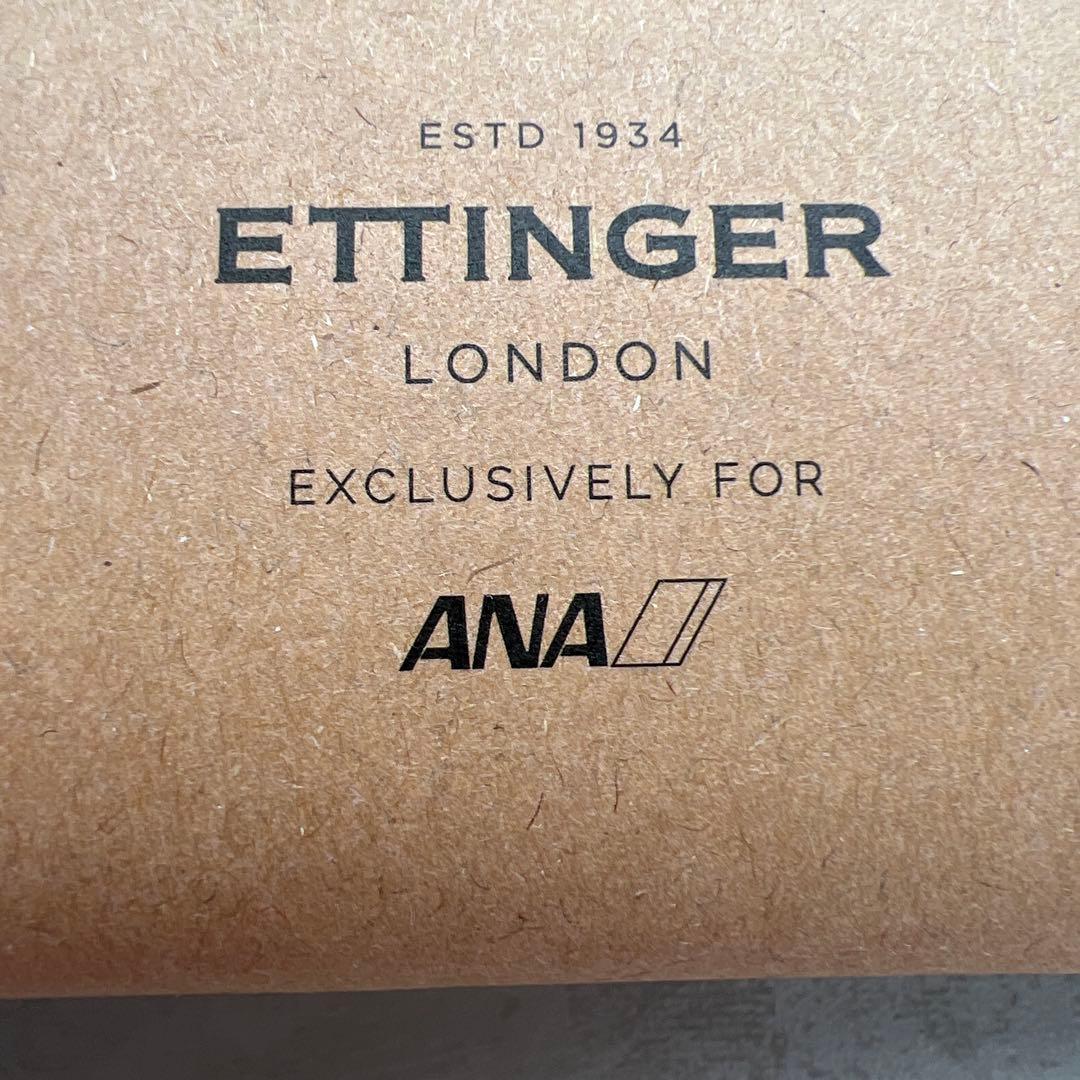 ESTD 1934
ETTINGER
LONDON
EXCLUSIVELY FOR
ANA